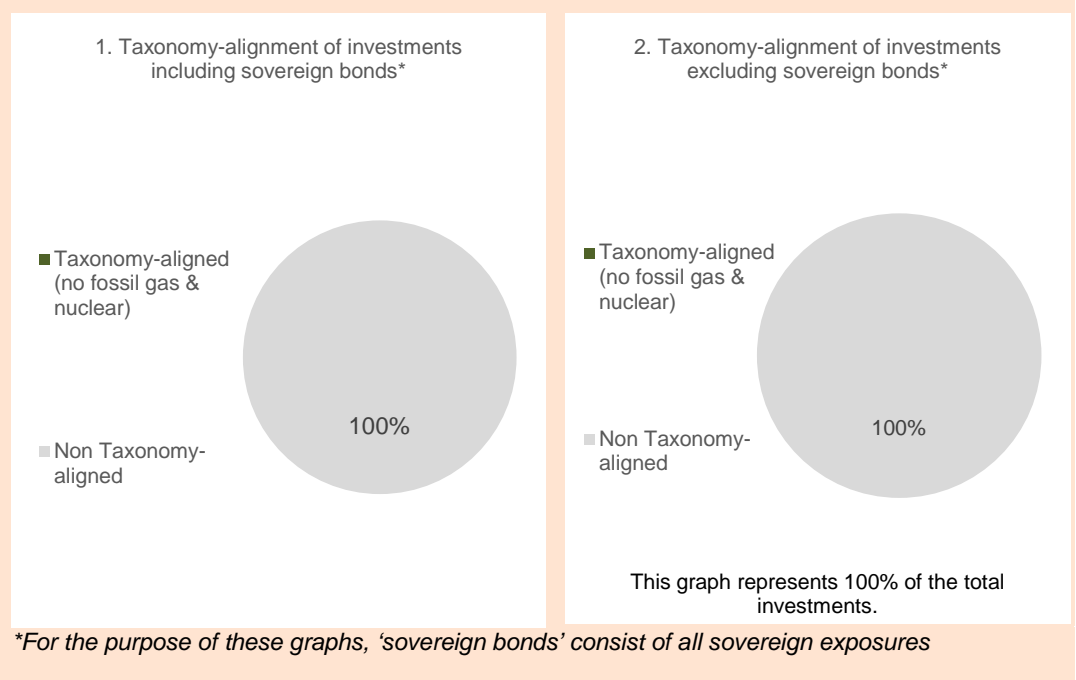 1. Taxonomy-alignment of investments
including sovereign bonds*
Taxonomy-aligned
(no fossil gas &
nuclear)
Non Taxonomy-
aligned
100%
2. Taxonomy-alignment of investments
excluding sovereign bonds*
Taxonomy-aligned
(no fossil gas &
nuclear)
Non Taxonomy-
aligned
100%
This graph represents 100% of the total
investments.
*For the purpose of these graphs, ‘sovereign bonds’ consist of all sovereign exposures